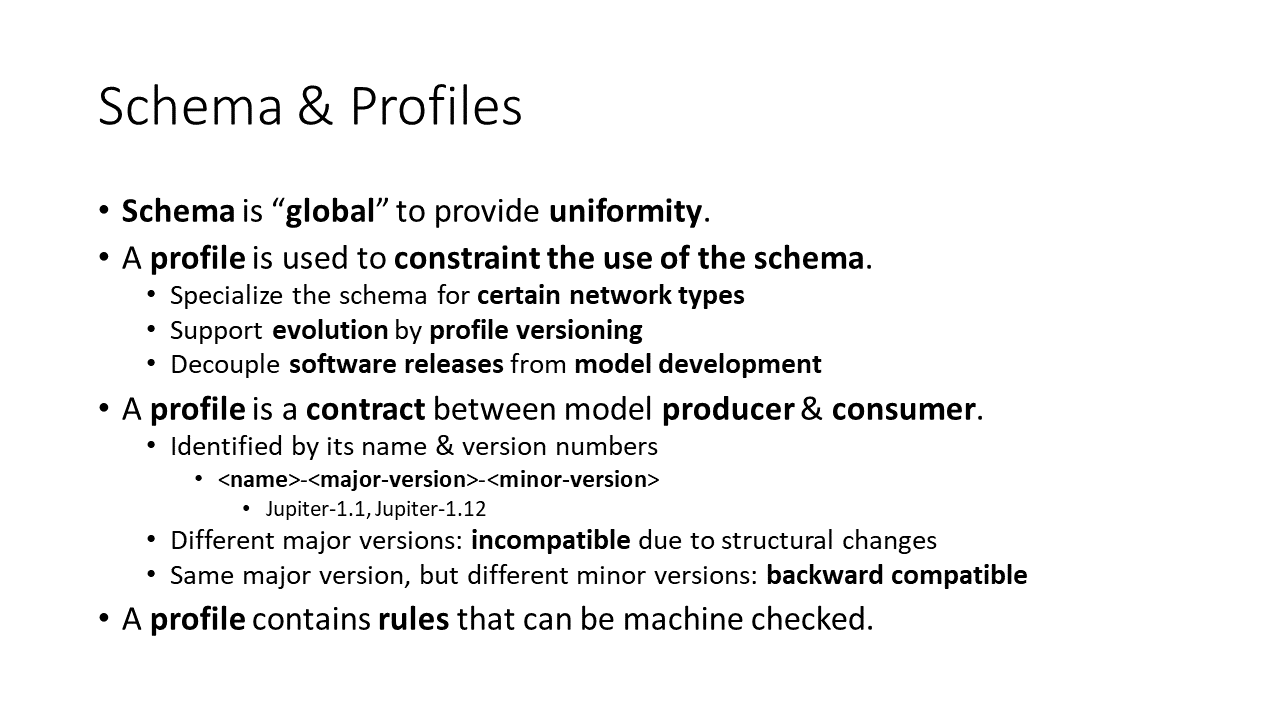 Schema & Profiles
• Schema is “global” to provide uniformity.
• A profile is used to constraint the use of the schema.
• Specialize the schema for certain network types
• Support evolution by profile versioning
• Decouple software releases from model development
• A profile is a contract between model producer & consumer.
• Identified by its name & version numbers
• <name>-<major-version>-<minor-version>
• Jupiter-1.1, Jupiter-1.12
• Different major versions: incompatible due to structural changes
• Same major version, but different minor versions: backward compatible
• A profile contains rules that can be machine checked.